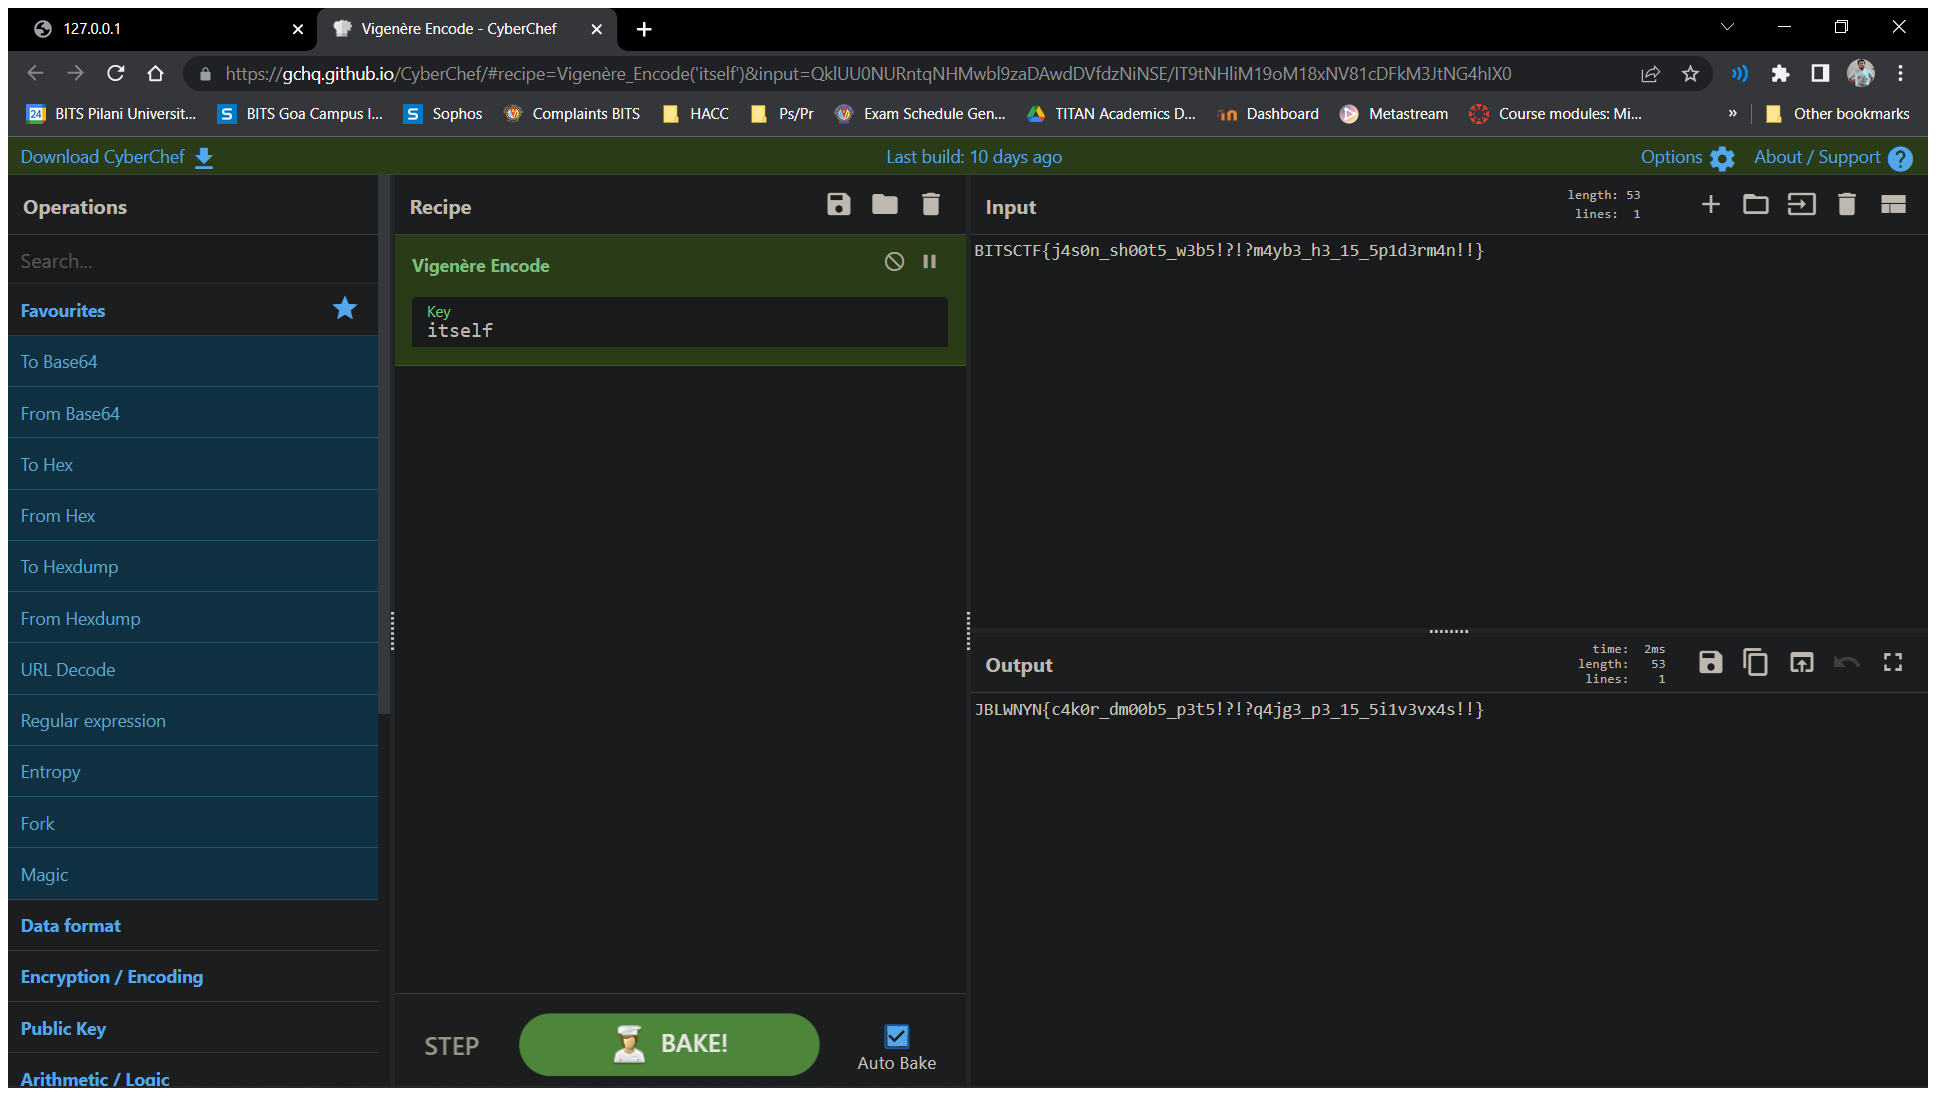 127.0.0.1
Vigenère Encode - CyberChef
https://gchq.github.io/CyberChef/#recipe=Vigenère_Encode('itself')&input=QklUU0NURntqNHMwbl9zaDAwdDVfdzNiNSE/IT9tNHliM19oM18xNV81cDFkM3JtNG4hIX0
BITS Pilani Universit...
BITS Goa Campus I...
Sophos
Complaints BITS
HACC
Ps/Pr
Exam Schedule Gen...
TITAN Academics D...
Dashboard
Metastream
Course modules: Mi...
»
Other bookmarks
Download CyberChef
Last build: 10 days ago
Options
About / Support
Operations
Search...
Favourites
To Base64
From Base64
To Hex
From Hex
To Hexdump
From Hexdump
URL Decode
Regular expression
Entropy
Fork
Magic
Data format
Encryption / Encoding
Public Key
Arithmetic / Logic
Recipe
Vigenère Encode
Key
itself
STEP
BAKE!
Auto Bake
Input
length: 53
lines: 1
BITSCTF{j4s0n_sh00t5_w3b5!?!?m4yb3_h3_15_5p1d3rm4n!!}
Output
time: 2ms
length: 53
lines: 1
JBLWNYN{c4k0r_dm00b5_p3t5!?!?q4jg3_p3_15_5i1v3vx4s!!}